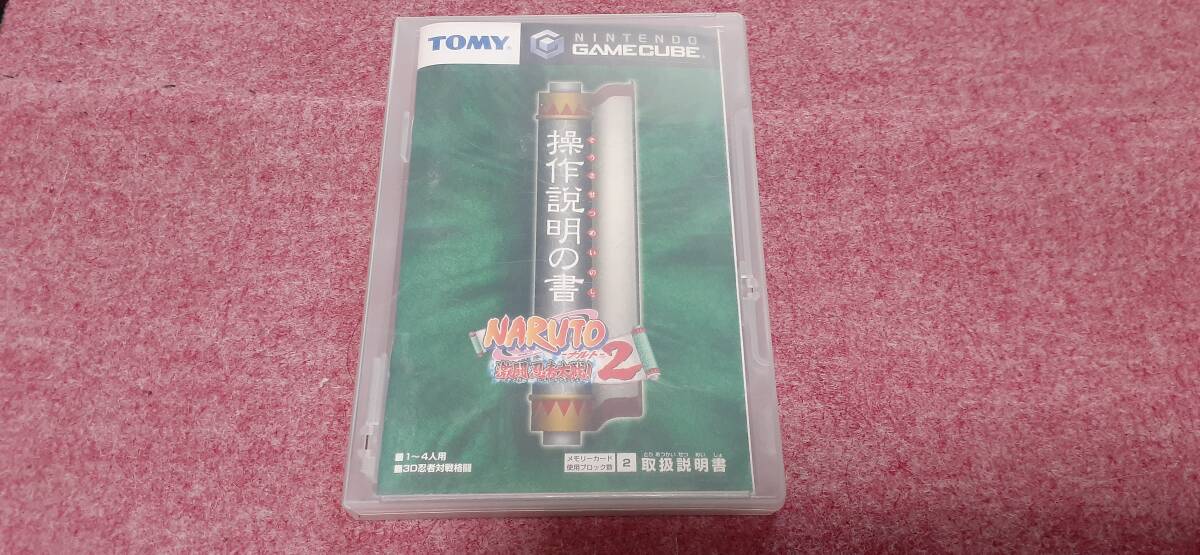 TOMY
NINTENDO
GAMECUBE
操作説明の書
そうさせつめいのしょ
NARUTO
-ナルト-
激闘忍者大戦!
2
■1～4人用
■3D忍者対戦格闘
メモリーカード
使用ブロック数
2
とりあつかいせつめいしょ
取扱説明書